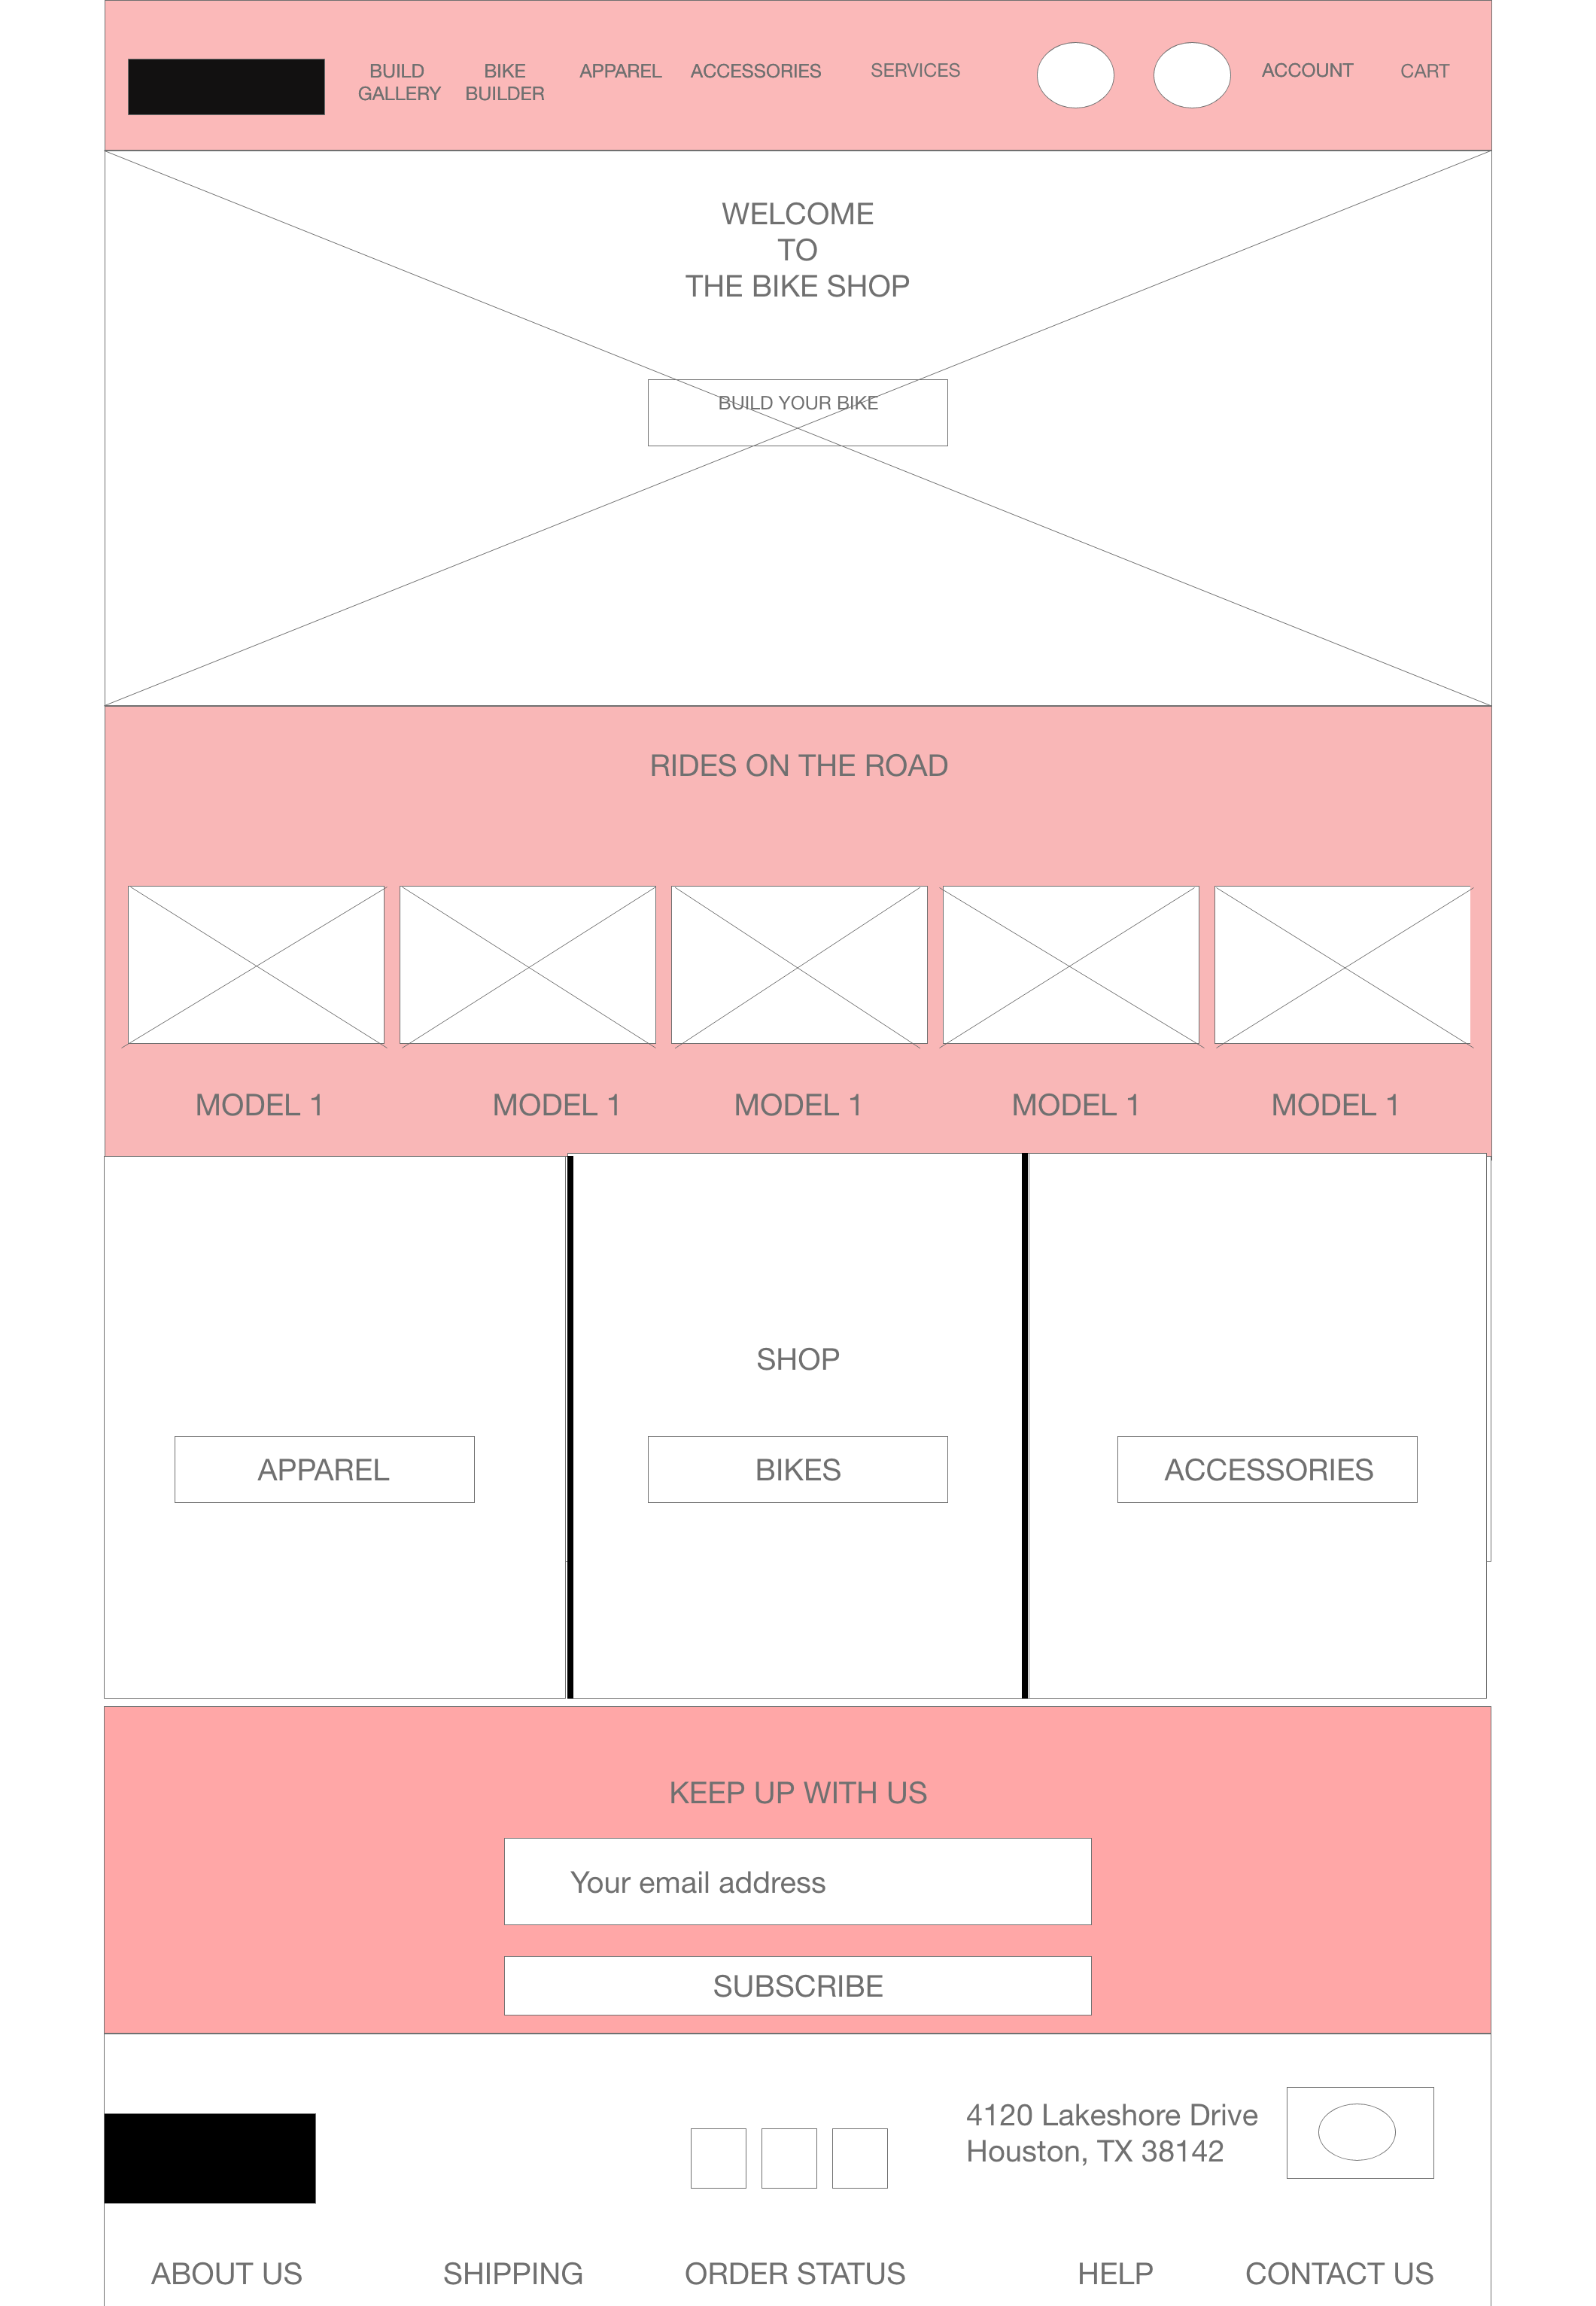 BUILD GALLERY
BIKE BUILDER
APPAREL
ACCESSORIES
SERVICES
ACCOUNT
CART
WELCOME
TO
THE BIKE SHOP
BUILD YOUR BIKE
RIDES ON THE ROAD
MODEL 1
MODEL 1
MODEL 1
MODEL 1
MODEL 1
SHOP
APPAREL
BIKES
ACCESSORIES
KEEP UP WITH US
Your email address
SUBSCRIBE
4120 Lakeshore Drive
Houston, TX 38142
ABOUT US
SHIPPING
ORDER STATUS
HELP
CONTACT US